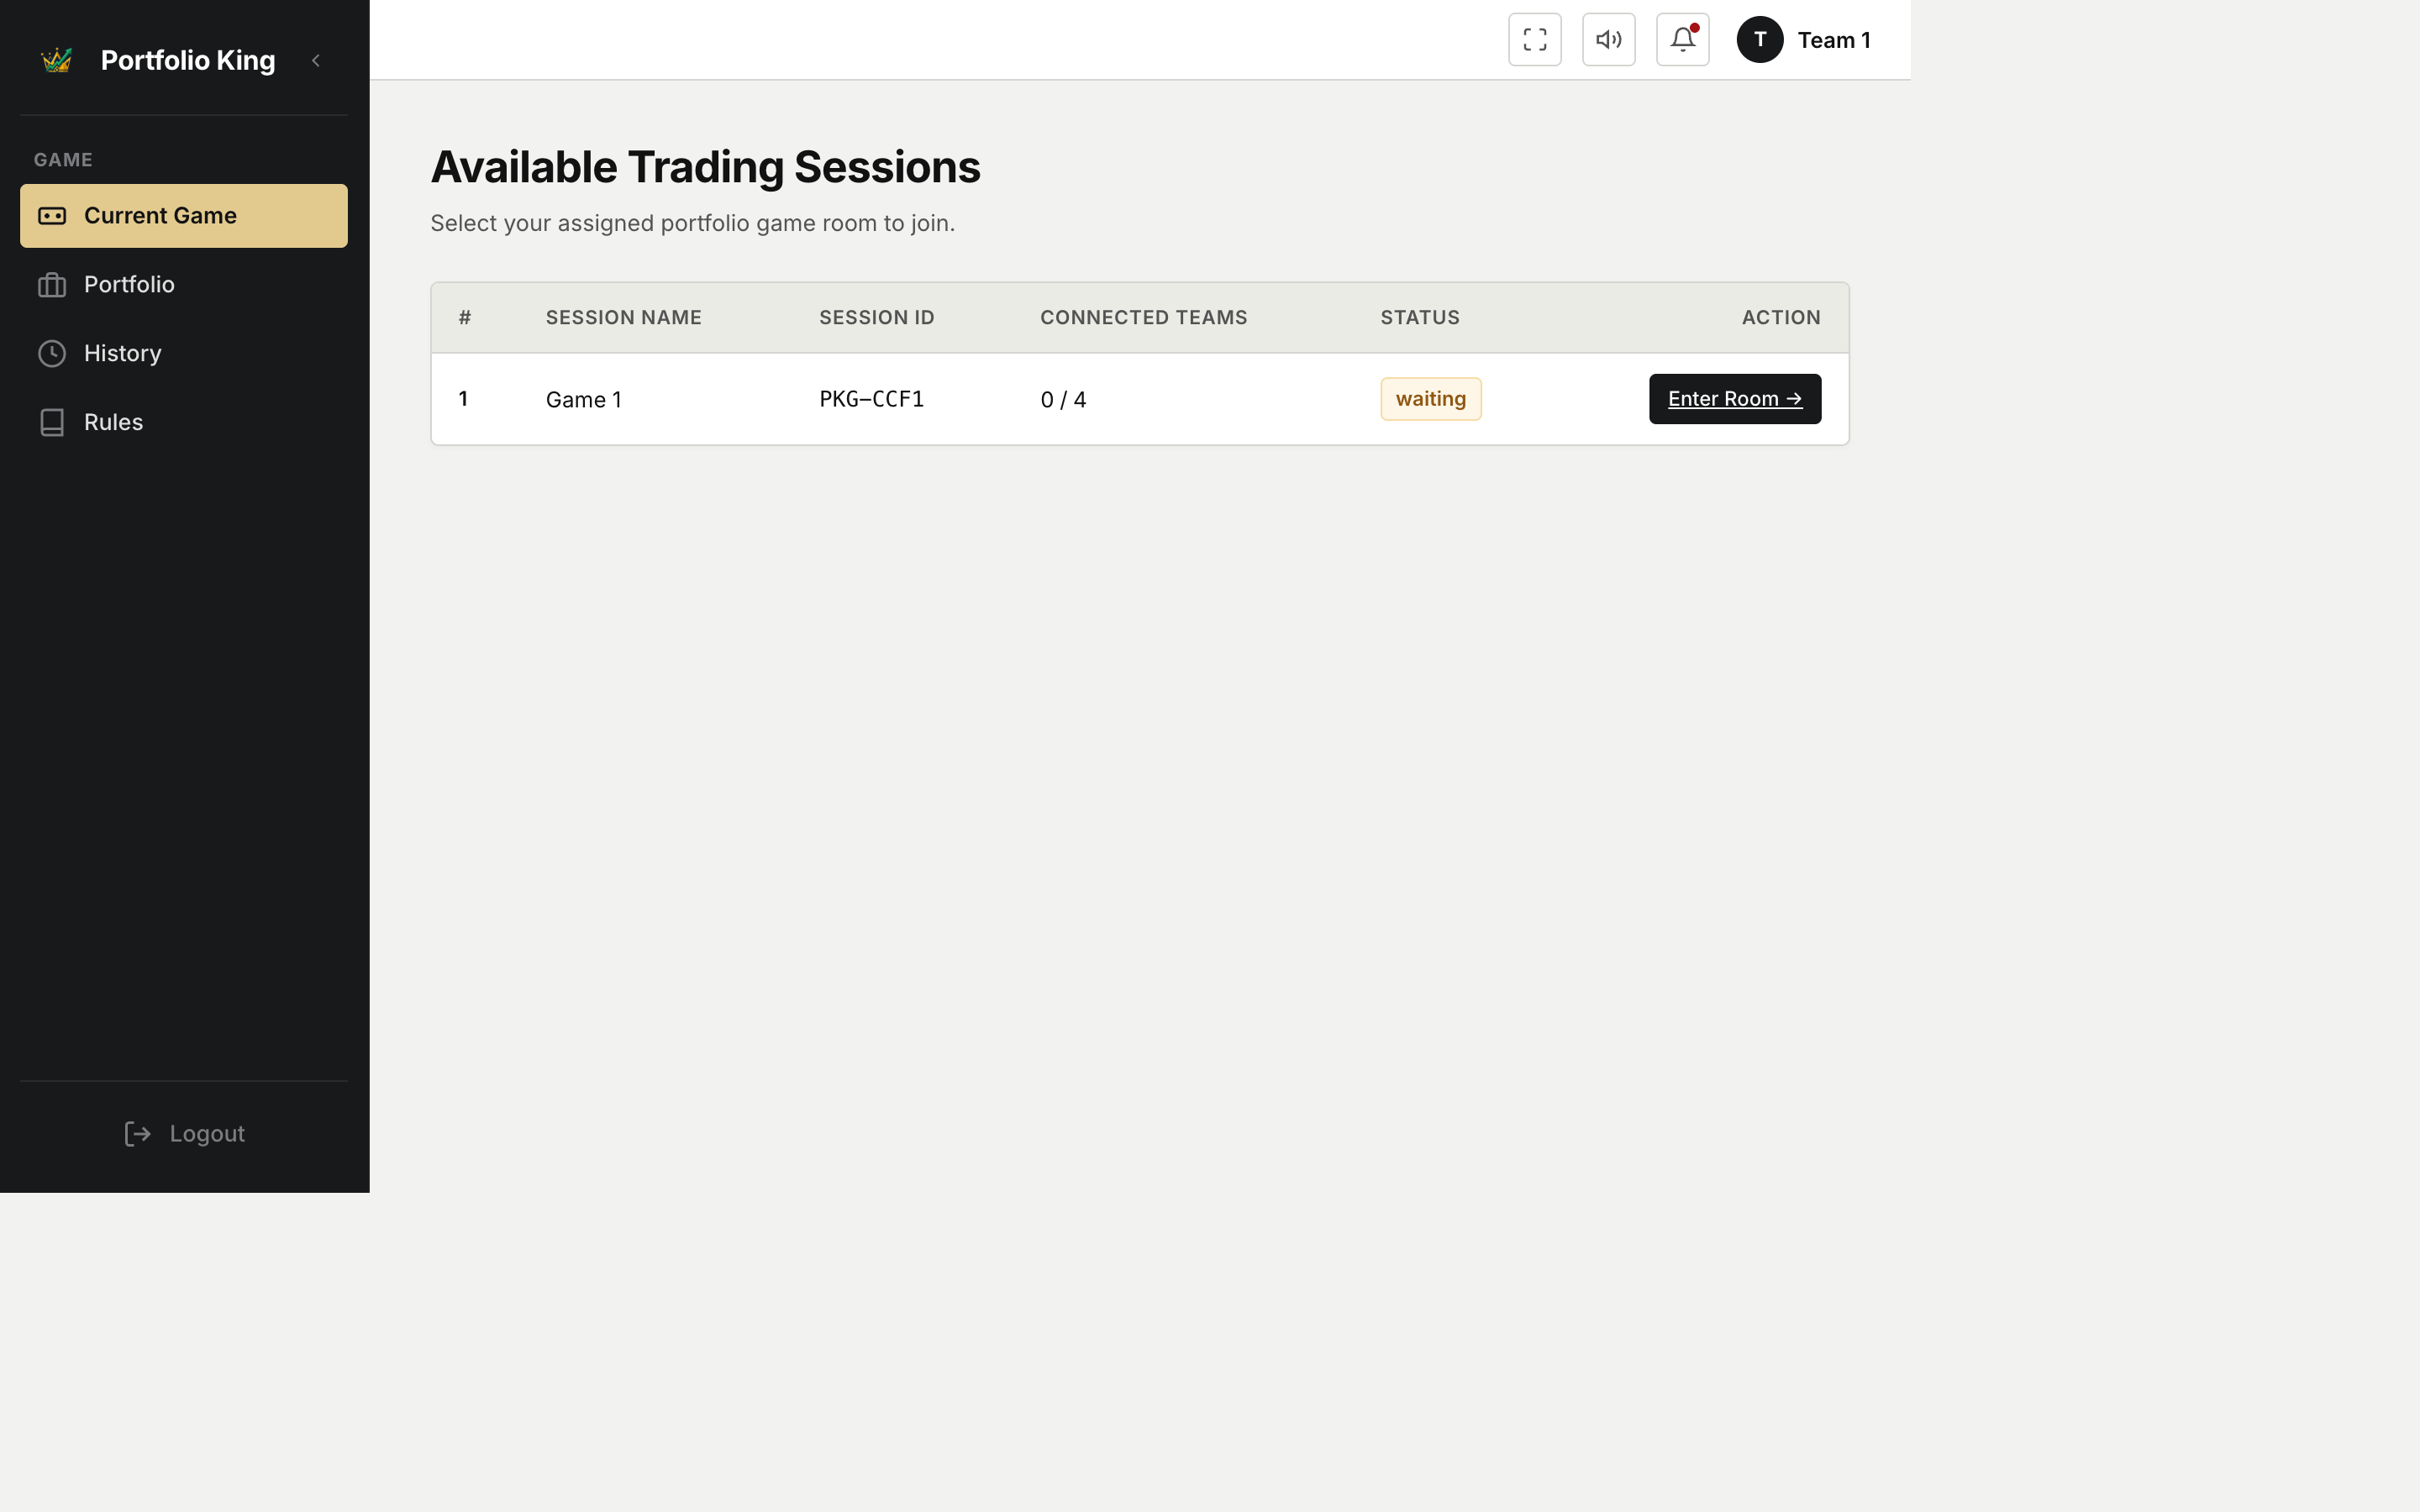 Portfolio King
GAME
Current Game
Portfolio
History
Rules
Logout
T Team 1
Available Trading Sessions
Select your assigned portfolio game room to join.
# SESSION NAME SESSION ID CONNECTED TEAMS STATUS ACTION
1 Game 1 PKG-CCF1 0 / 4 waiting Enter Room →